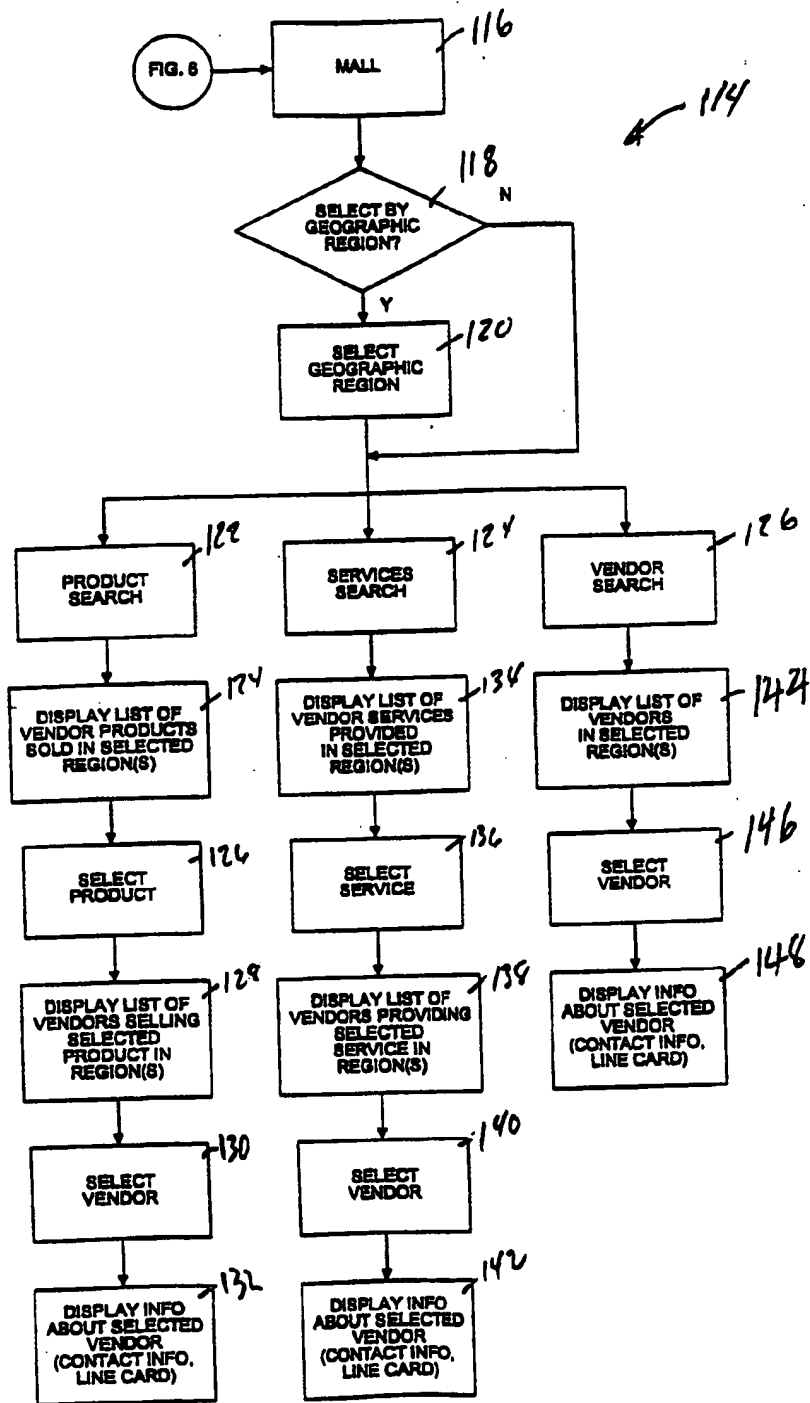 116
FIG. 6
MALL
114
118
N
SELECT BY
GEOGRAPHIC
REGION?
Y
120
SELECT
GEOGRAPHIC
REGION
122
PRODUCT
SEARCH
124
SERVICES
SEARCH
126
VENDOR
SEARCH
124
DISPLAY LIST OF
VENDOR PRODUCTS
SOLD IN SELECTED
REGION(S)
134
DISPLAY LIST OF
VENDOR SERVICES
PROVIDED
IN SELECTED
REGION(S)
144
DISPLAY LIST OF
VENDORS
IN SELECTED
REGION(S)
126
SELECT
PRODUCT
136
SELECT
SERVICE
146
SELECT
VENDOR
128
DISPLAY LIST OF
VENDORS SELLING
SELECTED
PRODUCT IN
REGION(S)
138
DISPLAY LIST OF
VENDORS PROVIDING
SELECTED
SERVICE IN
REGION(S)
148
DISPLAY INFO
ABOUT SELECTED
VENDOR
(CONTACT INFO,
LINE CARD)
130
SELECT
VENDOR
140
SELECT
VENDOR
132
DISPLAY INFO
ABOUT SELECTED
VENDOR
(CONTACT INFO,
LINE CARD)
142
DISPLAY INFO
ABOUT SELECTED
VENDOR
(CONTACT INFO,
LINE CARD)